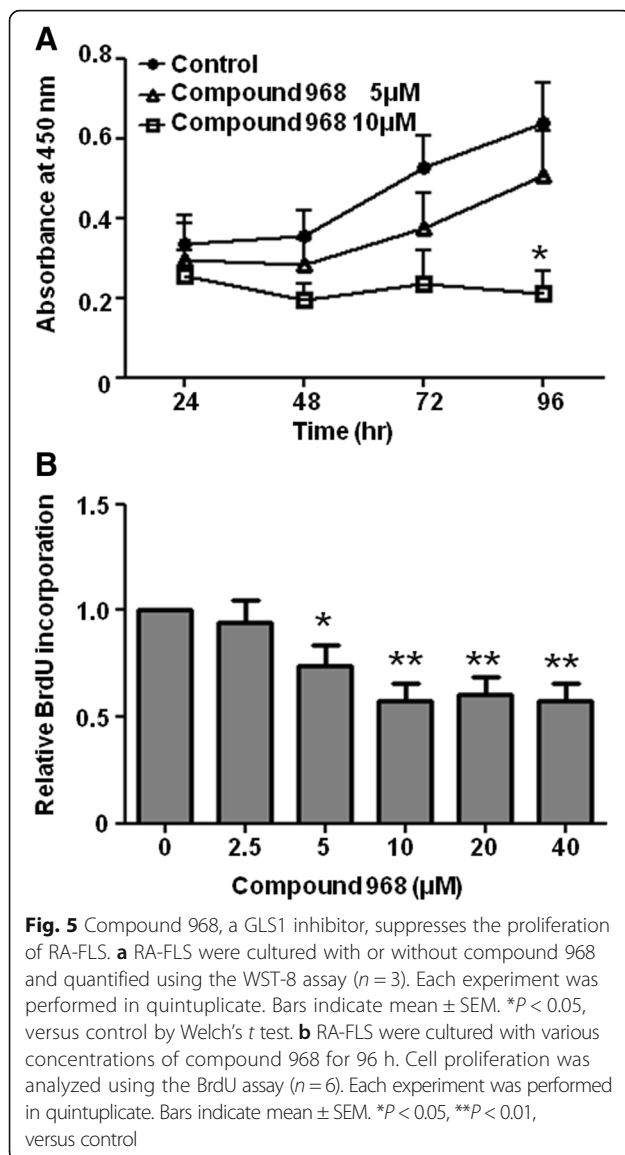 A
0.8
0.6
0.4
0.2
0
Absorbance at 450 nm
Control
Compound 968 5µM
Compound 968 10µM
*
24 48 72 96
Time (hr)
B
1.5
1.0
0.5
0
Relative BrdU incorporation
* ** ** **
0 2.5 5 10 20 40
Compound 968 (µM)
Fig. 5 Compound 968, a GLS1 inhibitor, suppresses the proliferation
of RA-FLS. a RA-FLS were cultured with or without compound 968
and quantified using the WST-8 assay (n = 3). Each experiment was
performed in quintuplicate. Bars indicate mean ± SEM. *P < 0.05,
versus control by Welch's t test. b RA-FLS were cultured with various
concentrations of compound 968 for 96 h. Cell proliferation was
analyzed using the BrdU assay (n = 6). Each experiment was performed
in quintuplicate. Bars indicate mean ± SEM. *P < 0.05, **P < 0.01,
versus control